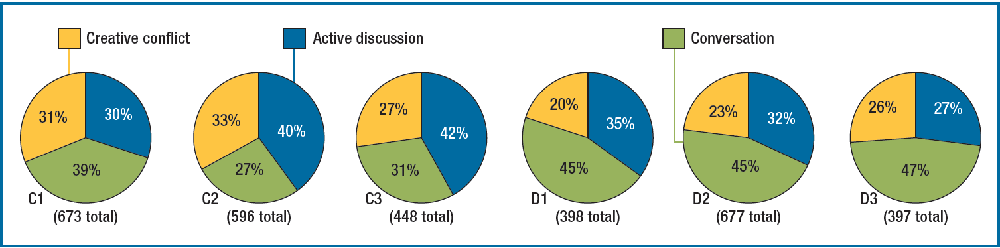 Creative conflict
Active discussion
Conversation
31%
30%
39%
C1
(673 total)
33%
40%
27%
C2
(596 total)
27%
42%
31%
C3
(448 total)
20%
35%
45%
D1
(398 total)
23%
32%
45%
D2
(677 total)
26%
27%
47%
D3
(397 total)